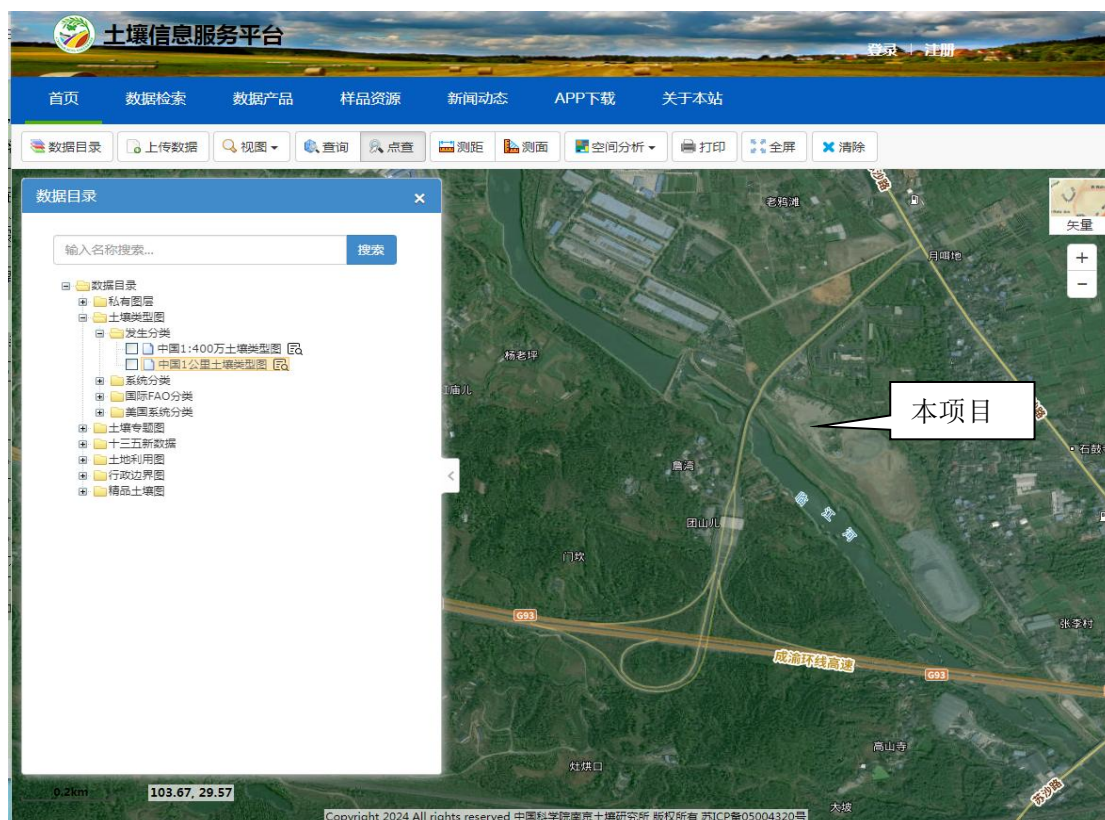 土壤信息服务平台
登录 | 注册
首页 数据检索 数据产品 样品资源 新闻动态 APP下载 关于本站
数据目录 上传数据 视图 查询 点查 测距 测面 空间分析 打印 全屏 清除
数据目录 ×
输入名称搜索... 搜索
数据目录
私有图层
土壤类型图
发生分类
中国1:400万土壤类型图
中国1公里土壤类型图
系统分类
国际FAO分类
美国系统分类
土壤专题图
十三五新数据
土地利用图
行政边界图
精品土壤图
老鸦滩
月咡地
矢量
+
−
杨老坪
本项目
石鼓
詹湾
临江河
团山儿
门坎
G93
张李村
成渝环线高速
G93
高山寺
灶烘口
苏沙路
大坡
0.2km
103.67, 29.57
Copyright 2024 All rights reserved 中国科学院南京土壤研究所 版权所有 苏ICP备05004320号